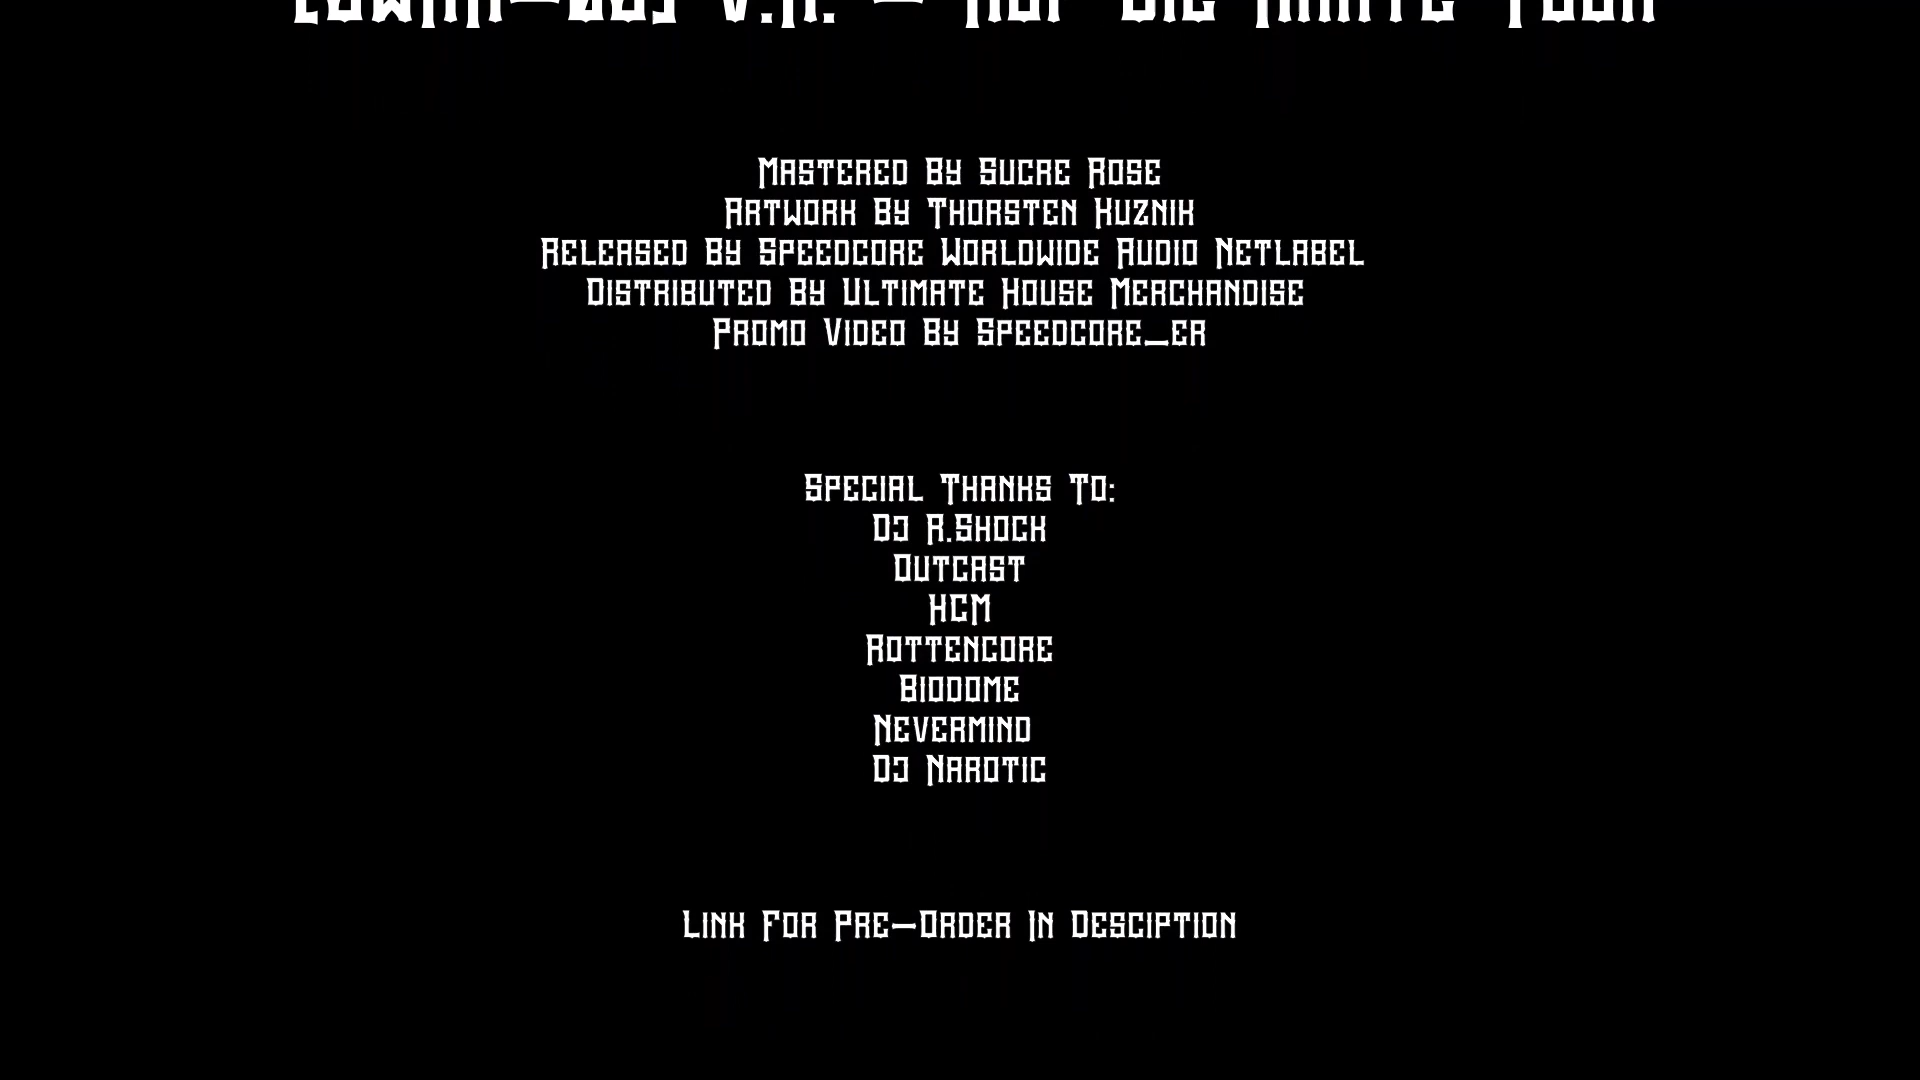 V.A. -
Mastered By Sucre Rose
Artwork By Thorsten Kuznik
Released By Speedcore Worldwide Audio Netlabel
Distributed By Ultimate House Merchandise
Promo Video By Speedcore_er
Special Thanks To:
DJ R.Shock
Outcast
HCM
Rottencore
Biodome
Nevermind
DJ Narotic
Link For Pre-Order In Desciption